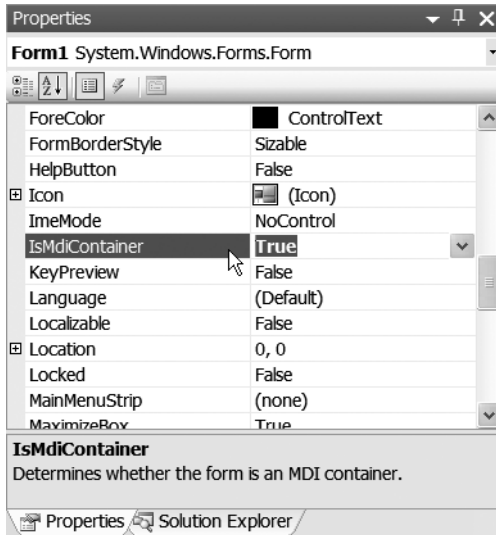 Properties
Form1 System.Windows.Forms.Form
ForeColor ControlText
FormBorderStyle Sizable
HelpButton False
Icon (Icon)
ImeMode NoControl
IsMdiContainer True
KeyPreview False
Language (Default)
Localizable False
Location 0, 0
Locked False
MainMenuStrip (none)
MaximizeBox True
IsMdiContainer
Determines whether the form is an MDI container.
Properties Solution Explorer